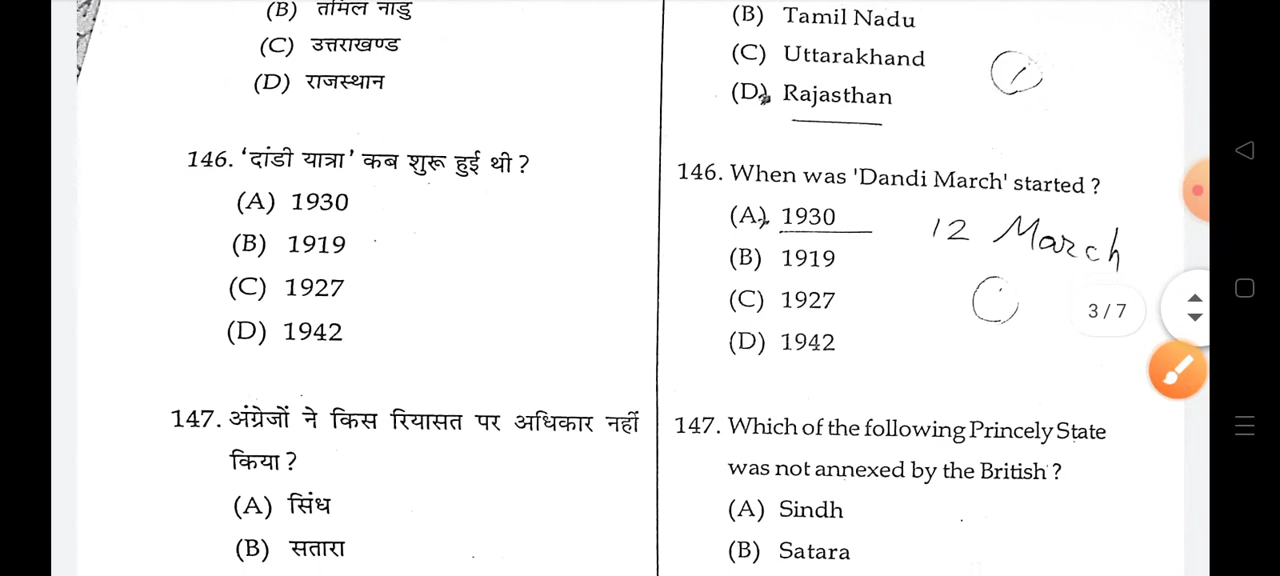 (B) तमिल नाडु
(C) उत्तराखण्ड
(D) राजस्थान
146. 'दांडी यात्रा' कब शुरू हुई थी ?
(A) 1930
(B) 1919
(C) 1927
(D) 1942
147. अंग्रेजों ने किस रियासत पर अधिकार नहीं
किया ?
(A) सिंध
(B) सतारा
(B) Tamil Nadu
(C) Uttarakhand
(D) Rajasthan
146. When was 'Dandi March' started ?
(A) 1930
12 March
(B) 1919
(C) 1927
(D) 1942
3 / 7
147. Which of the following Princely State
was not annexed by the British ?
(A) Sindh
(B) Satara